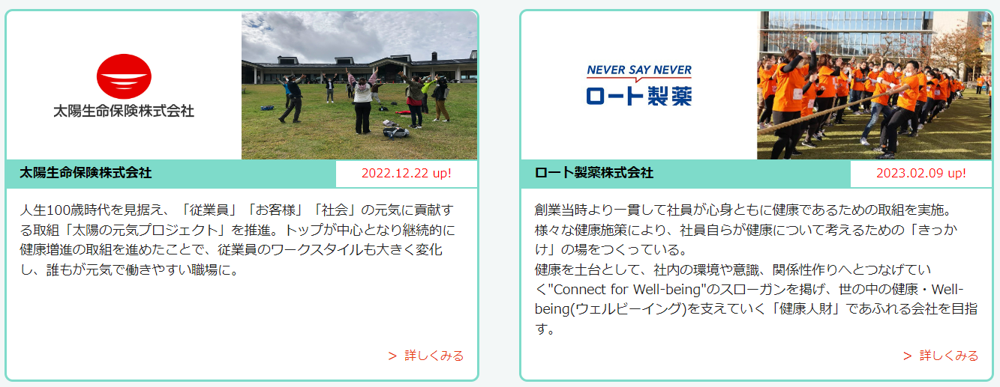 太陽生命保険株式会社
太陽生命保険株式会社
2022.12.22 up!
人生100歳時代を見据え、「従業員」「お客様」「社会」の元気に貢献す
る取組「太陽の元気プロジェクト」を推進。トップが中心となり継続的に
健康増進の取組を進めたことで、従業員のワークスタイルも大きく変化
し、誰もが元気で働きやすい職場に。
> 詳しくみる
NEVER SAY NEVER
ロート製薬
ロート製薬株式会社
2023.02.09 up!
創業当時より一貫して社員が心身ともに健康であるための取組を実施。
様々な健康施策により、社員自らが健康について考えるための「きっか
け」の場をつくっている。
健康を土台として、社内の環境や意識、関係性作りへとつなげてい
く"Connect for Well-being"のスローガンを掲げ、世の中の健康・Well-
being(ウェルビーイング)を支えていく「健康人財」であふれる会社を目指
す。
> 詳しくみる